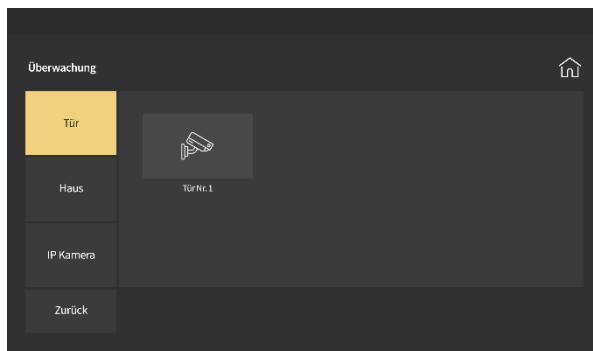 Überwachung
Tür
Haus
Tür Nr. 1
IP Kamera
Zurück